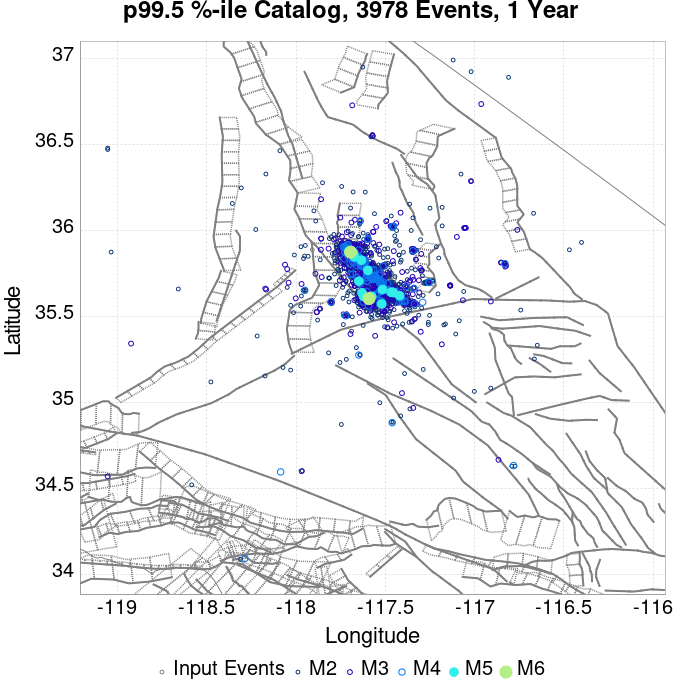 p99.5 %-ile Catalog, 3978 Events, 1 Year
37
36.5
36
35.5
35
34.5
34
Latitude
-119 -118.5 -118 -117.5 -117 -116.5 -116
Longitude
Input Events M2 M3 M4 M5 M6